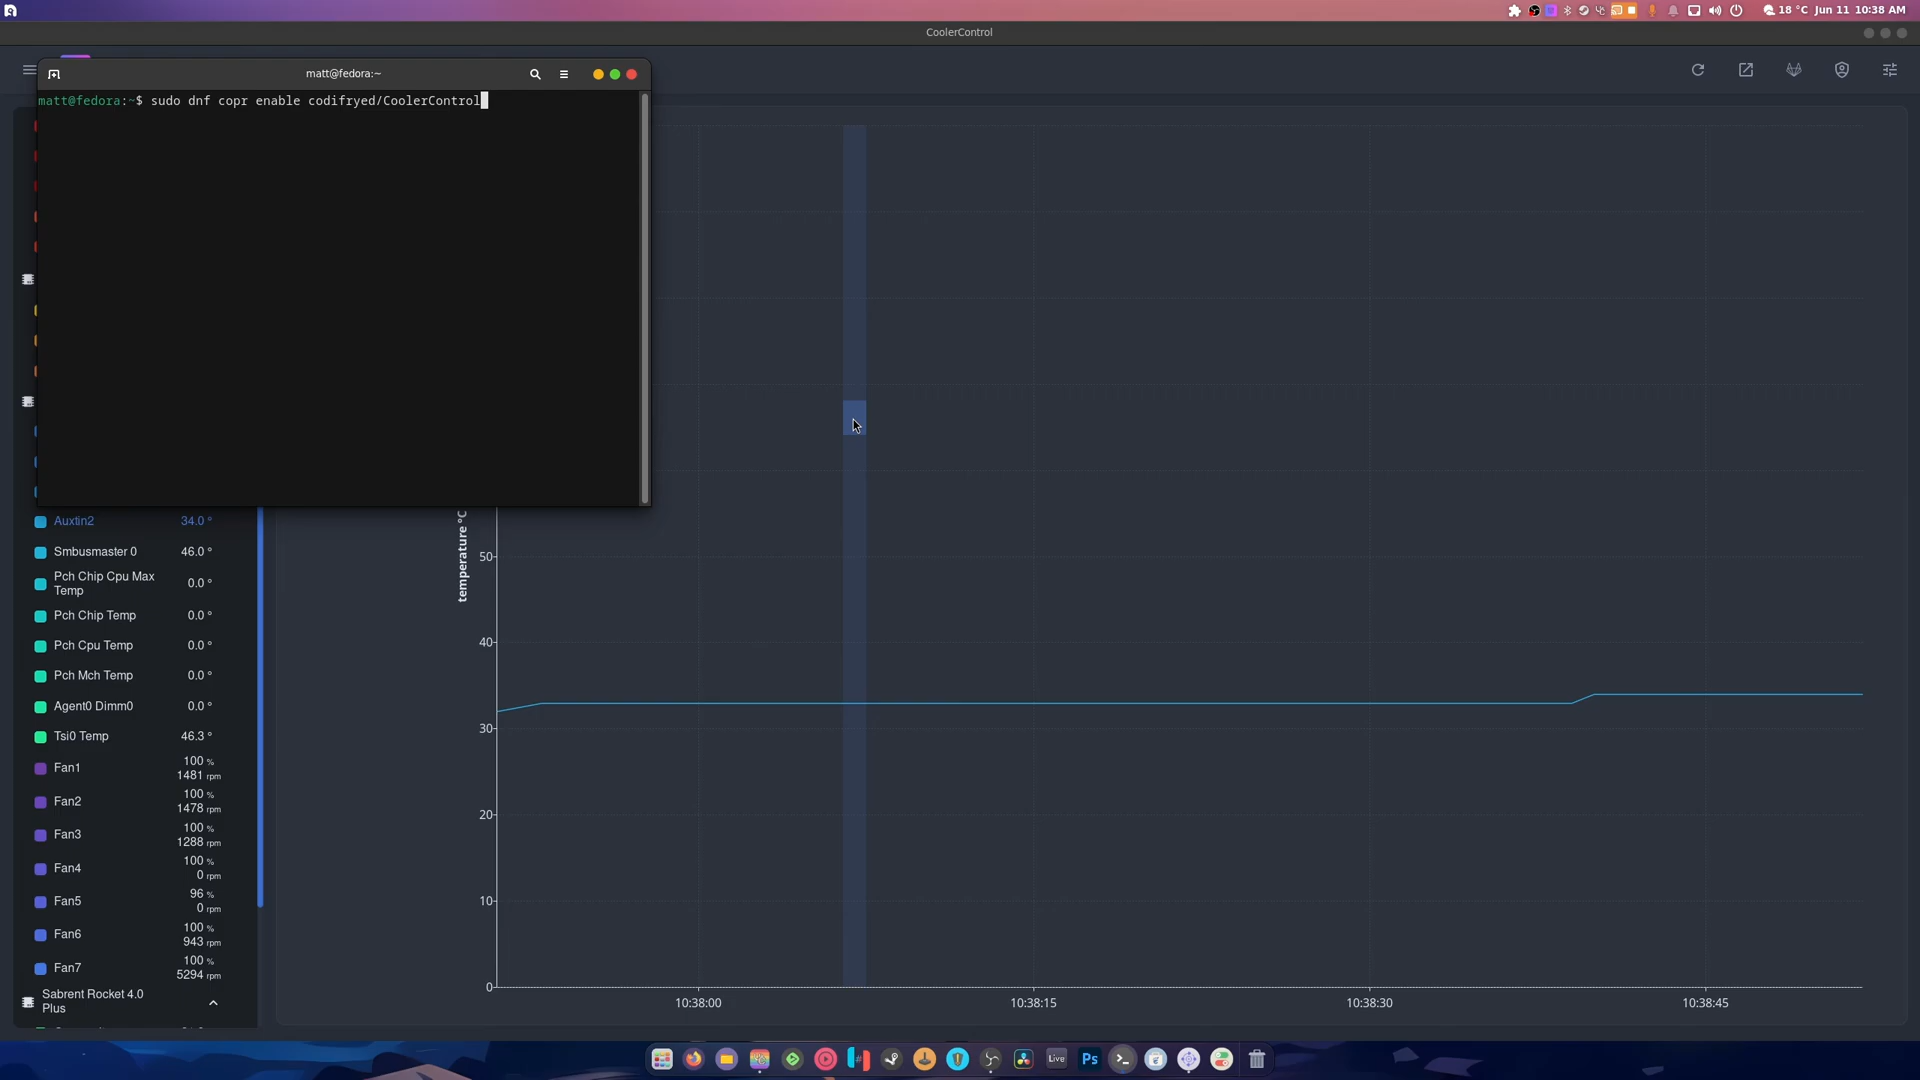 18 °C Jun 11 10:38 AM
CoolerControl
matt@fedora:~
matt@fedora:~$ sudo dnf copr enable codifryed/CoolerControl
Auxtin2 34.0 °
Smbusmaster 0 46.0 °
Pch Chip Cpu Max
Temp 0.0 °
Pch Chip Temp 0.0 °
Pch Cpu Temp 0.0 °
Pch Mch Temp 0.0 °
Agent0 Dimm0 0.0 °
Tsi0 Temp 46.3 °
Fan1 100 %
1481 rpm
Fan2 100 %
1478 rpm
Fan3 100 %
1288 rpm
Fan4 100 %
0 rpm
Fan5 96 %
0 rpm
Fan6 100 %
943 rpm
Fan7 100 %
5294 rpm
Sabrent Rocket 4.0
Plus
temperature °C
50
40
30
20
10
0
10:38:00 10:38:15 10:38:30 10:38:45
Live Ps